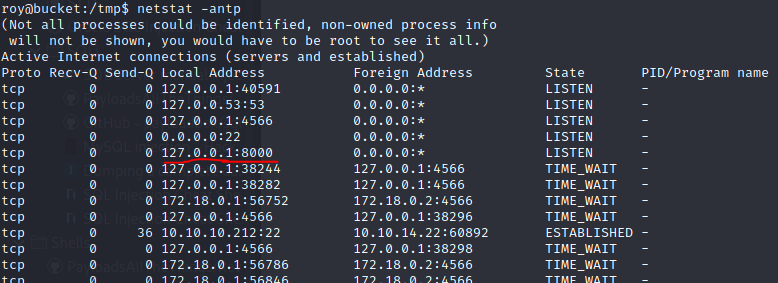 roy@bucket:/tmp$ netstat -antp
(Not all processes could be identified, non-owned process info
 will not be shown, you would have to be root to see it all.)
Active Internet connections (servers and established)
Proto Recv-Q Send-Q Local Address           Foreign Address         State       PID/Program name
tcp        0      0 127.0.0.1:40591         0.0.0.0:*               LISTEN      -
tcp        0      0 127.0.0.53:53           0.0.0.0:*               LISTEN      -
tcp        0      0 127.0.0.1:4566          0.0.0.0:*               LISTEN      -
tcp        0      0 0.0.0.0:22              0.0.0.0:*               LISTEN      -
tcp        0      0 127.0.0.1:8000          0.0.0.0:*               LISTEN      -
tcp        0      0 127.0.0.1:38244         127.0.0.1:4566          TIME_WAIT   -
tcp        0      0 127.0.0.1:38282         127.0.0.1:4566          TIME_WAIT   -
tcp        0      0 172.18.0.1:56752        172.18.0.2:4566         TIME_WAIT   -
tcp        0      0 127.0.0.1:4566          127.0.0.1:38296         TIME_WAIT   -
tcp        0     36 10.10.10.212:22         10.10.14.22:60892       ESTABLISHED -
tcp        0      0 127.0.0.1:4566          127.0.0.1:38298         TIME_WAIT   -
tcp        0      0 172.18.0.1:56786        172.18.0.2:4566         TIME_WAIT   -
tcp        0      0 172.18.0.1:56846        172.18.0.2:4566         TIME_WAIT   -